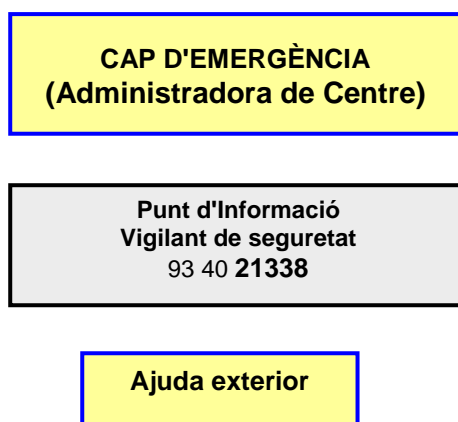 CAP D'EMERGÈNCIA
(Administradora de Centre)
Punt d'Informació
Vigilant de seguretat
93 40 21338
Ajuda exterior